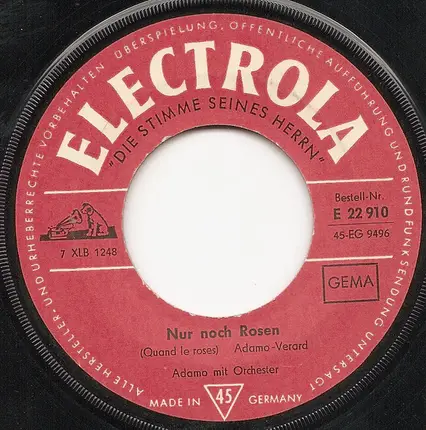 ALLE HERSTELLER- UND URHEBERRECHTE VORBEHALTEN ÜBERSPIELUNG, ÖFFENTLICHE AUFFÜHRUNG UND RUNDFUNKSENDUNG UNTERSAGT
ELECTROLA
"DIE STIMME SEINES HERRN"
Bestell-Nr.
E 22 910
45-EG 9496
7 XLB 1248
GEMA
Nur noch Rosen
(Quand le roses) Adamo-Verard
Adamo mit Orchester
MADE IN 45 GERMANY